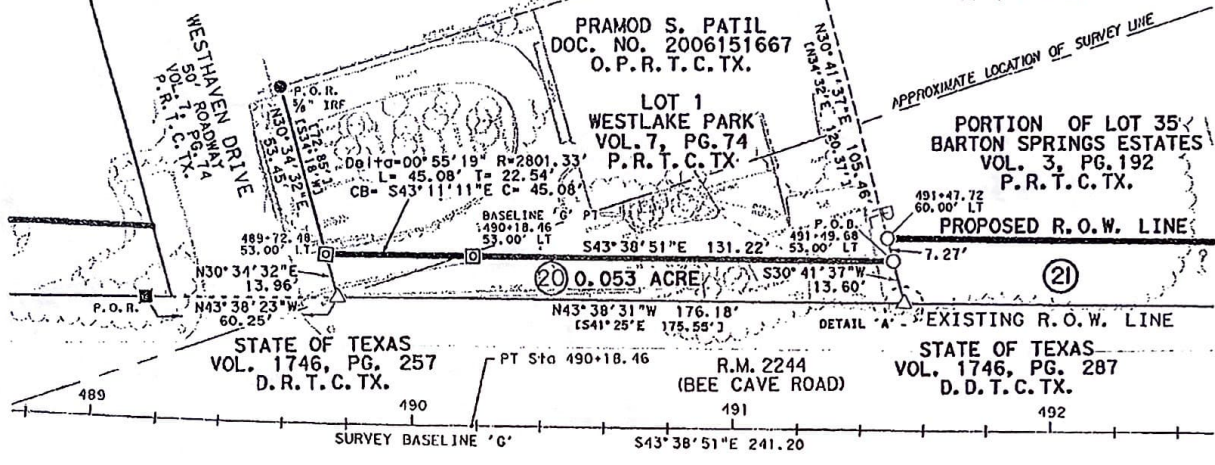 WESTHAVEN DRIVE
50' ROADWAY
VOL. 7, PG. 74
P.R.T.C.TX.
P.O.R.
5/8" IRF
[S34°18'W]
[72.85']
N30°34'32"E
53.45'
PRAMOD S. PATIL
DOC. NO. 2006151667
O.P.R.T.C.TX.
LOT 1
WESTLAKE PARK
VOL.7, PG.74
P.R.T.C.TX.
Delta=00°55'19" R=2801.33'
L= 45.08' T= 22.54'
CB= S43°11'11"E C= 45.08'
N30°41'37"E 105.46'
[N34°32'E 120.37']
APPROXIMATE LOCATION OF SURVEY LINE
PORTION OF LOT 35
BARTON SPRINGS ESTATES
VOL. 3, PG.192
P.R.T.C.TX.
491+47.72
60.00' LT
PROPOSED R.O.W. LINE
BASELINE 'G' PT
490+18.46
53.00' LT
P.O.B.
491+49.68
53.00' LT
7.27'
489+72.48
53.00' LT
S43°38'51"E 131.22'
N30°34'32"E
13.96'
20 0.053 ACRE
S30°41'37"W
13.60'
21
P.O.R.
N43°38'23"W
60.25'
N43°38'31"W 176.18'
[S41°25'E 175.55']
DETAIL 'A'
EXISTING R.O.W. LINE
STATE OF TEXAS
VOL. 1746, PG. 257
D.R.T.C.TX.
PT Sta 490+18.46
R.M. 2244
(BEE CAVE ROAD)
STATE OF TEXAS
VOL. 1746, PG. 287
D.D.T.C.TX.
489
490
491
492
SURVEY BASELINE 'G'
S43°38'51"E 241.20